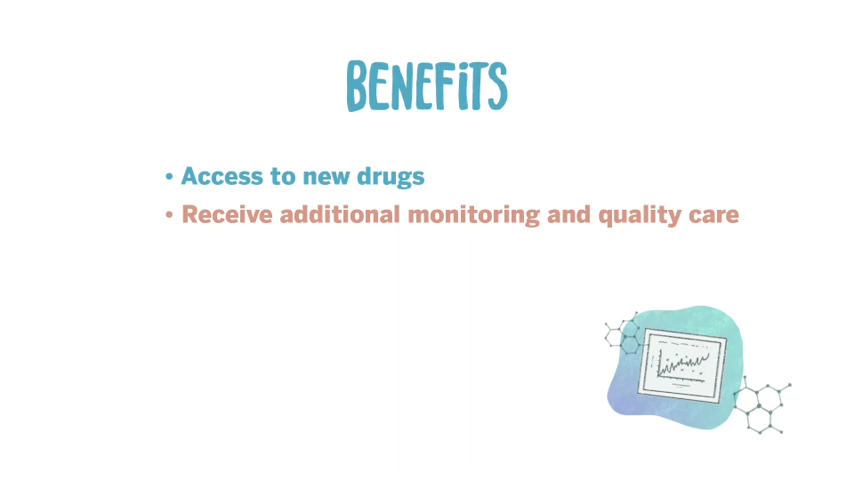 BENEFiTS
• Access to new drugs
• Receive additional monitoring and quality care